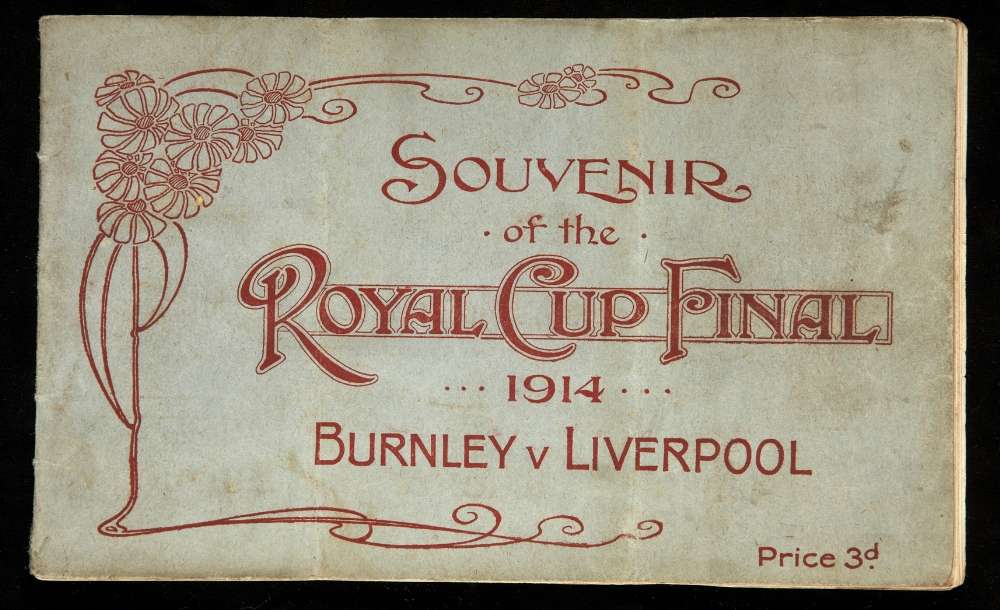 SOUVENIR
· of the ·
ROYAL CUP FINAL
... 1914 ...
BURNLEY v LIVERPOOL
Price 3d.